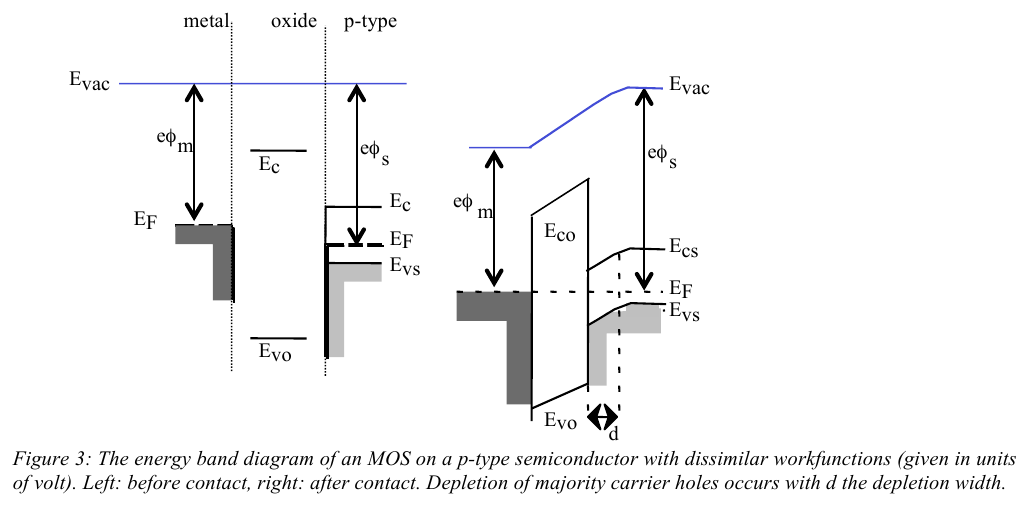 metal oxide p-type
Evac
eϕm
eϕs
Ec
Ec
EF
EF
Evs
Evo
Evac
eϕs
eϕm
Eco
Ecs
EF
Evs
Evo
d
Figure 3: The energy band diagram of an MOS on a p-type semiconductor with dissimilar workfunctions (given in units
of volt). Left: before contact, right: after contact. Depletion of majority carrier holes occurs with d the depletion width.